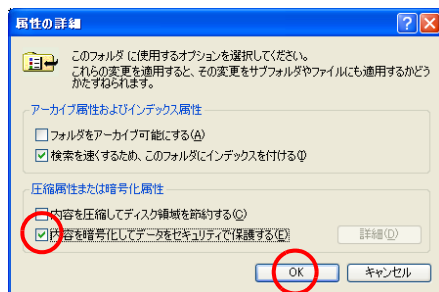 属性の詳細
このフォルダに使用するオプションを選択してください。
これらの変更を適用すると、その変更をサブフォルダやファイルにも適用するかどう
かたずねられます。
アーカイブ属性およびインデックス属性
フォルダをアーカイブ可能にする(A)
検索を速くするため、このフォルダにインデックスを付ける(I)
圧縮属性または暗号化属性
内容を圧縮してディスク領域を節約する(C)
内容を暗号化してデータをセキュリティで保護する(E)
詳細(D)
OK
キャンセル